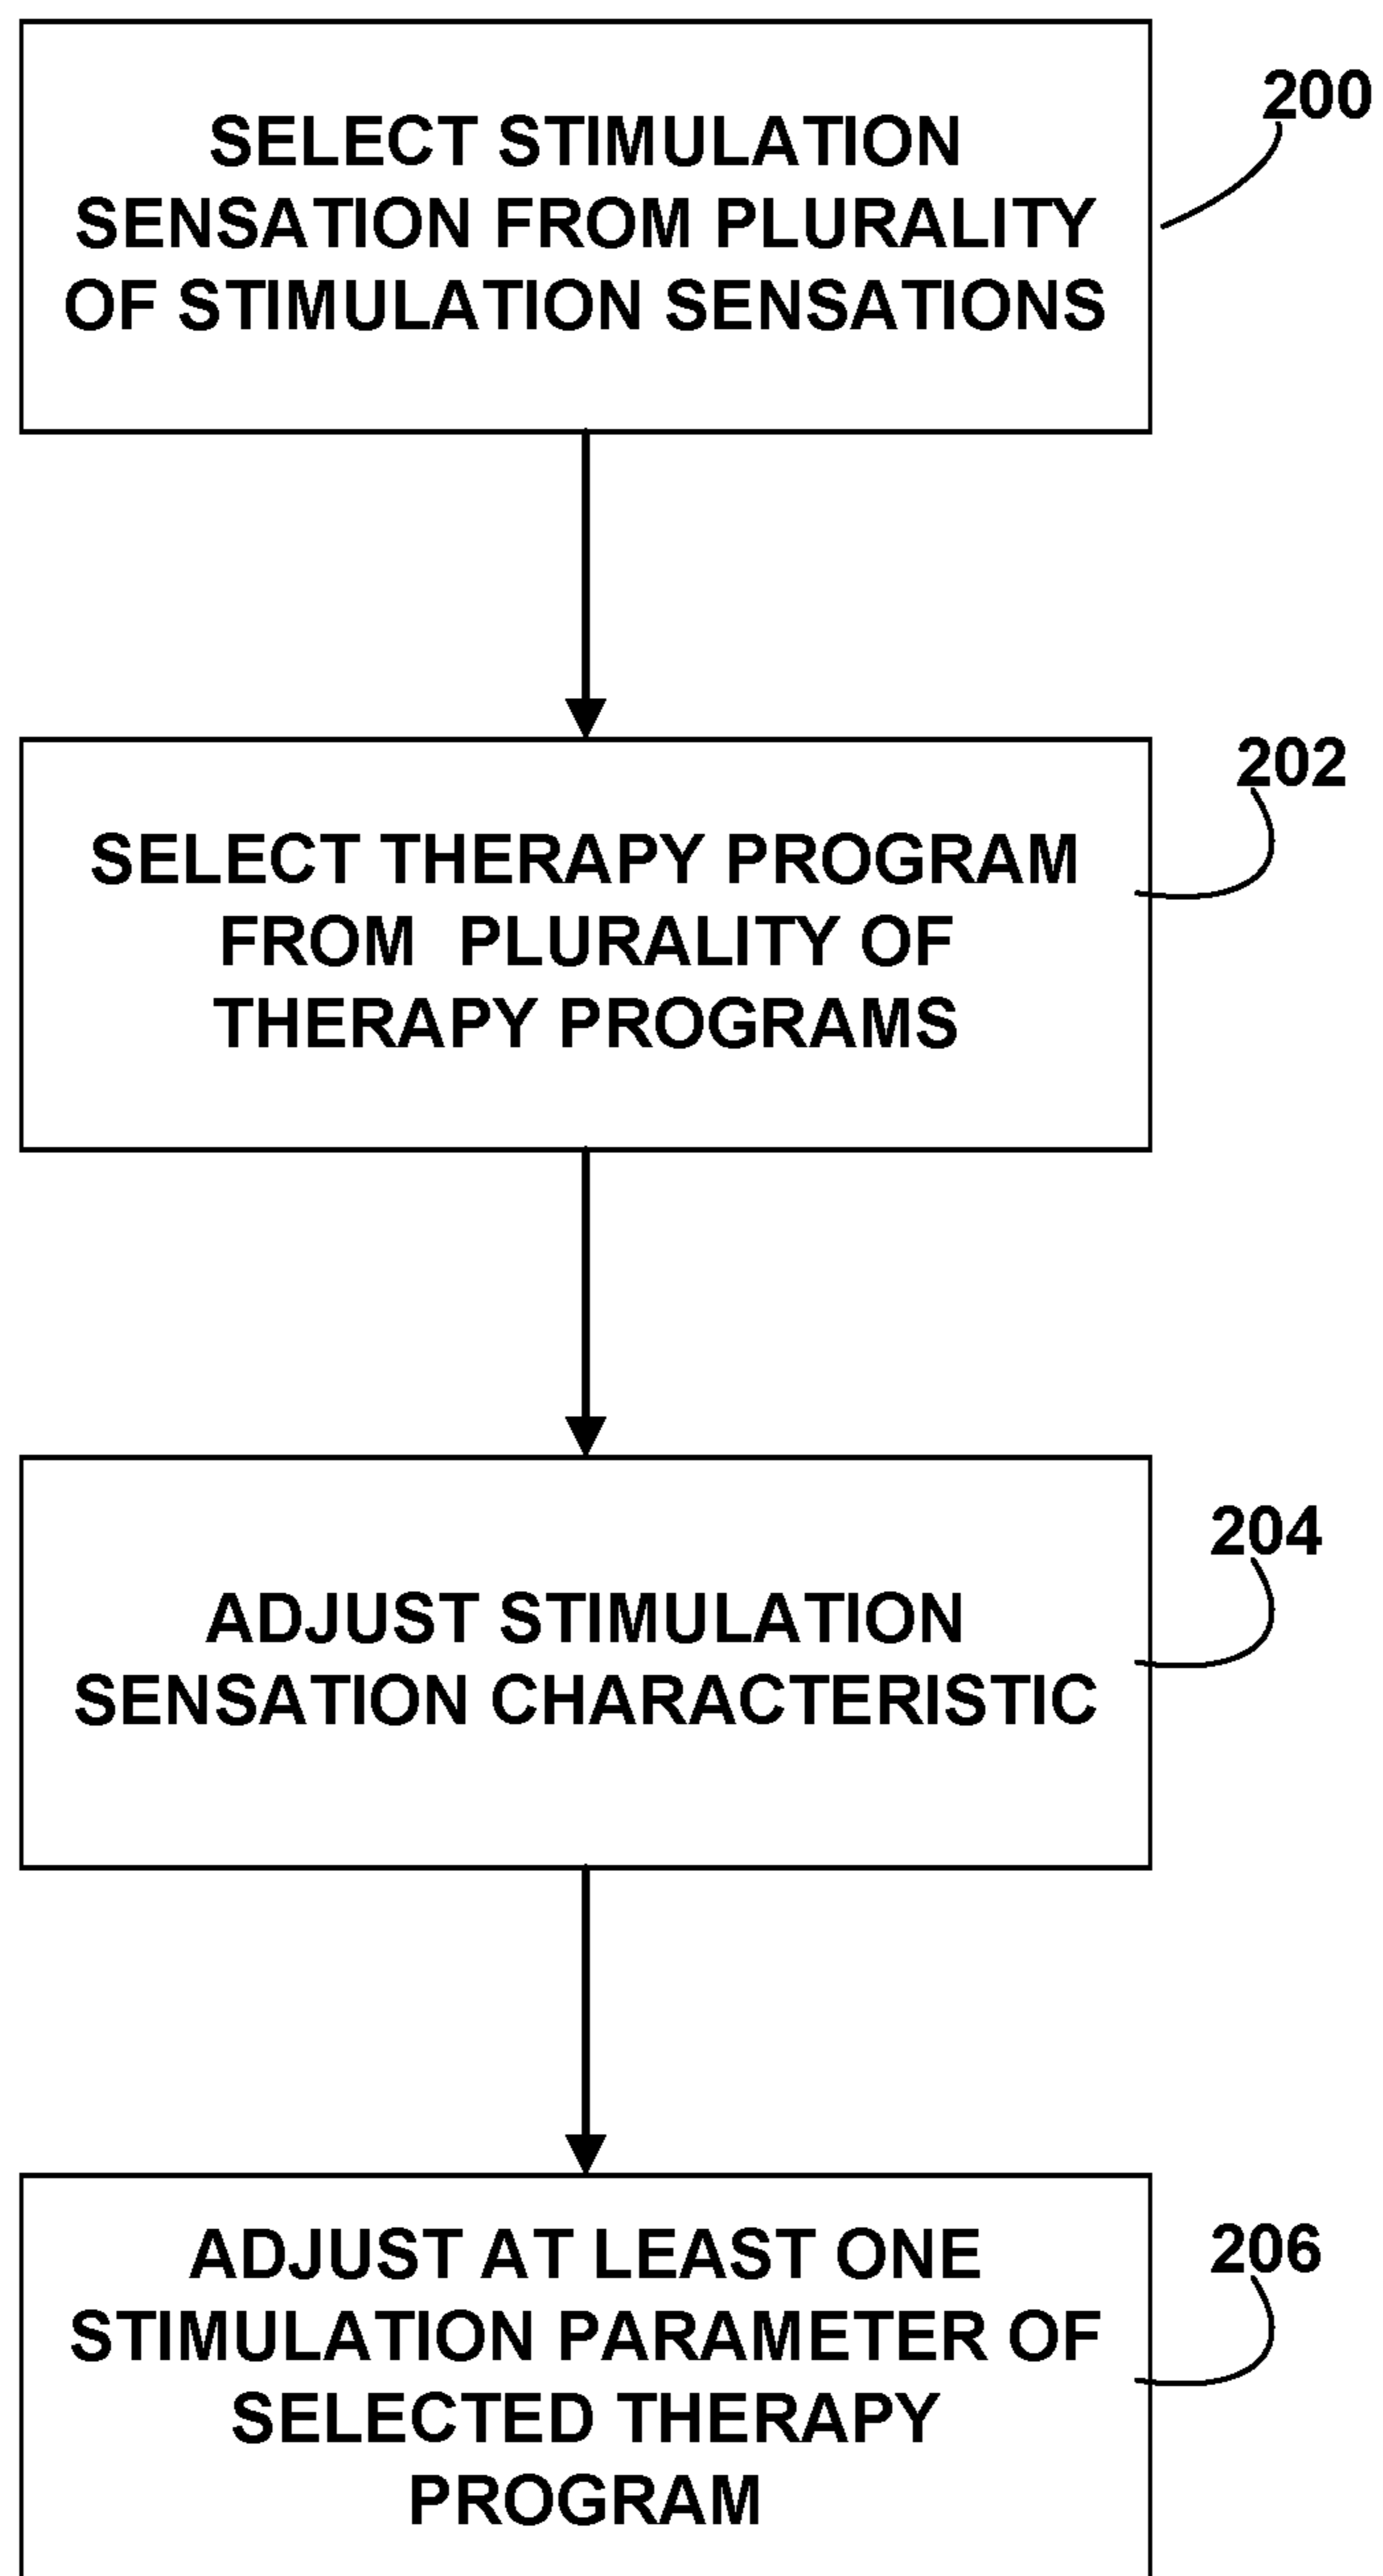 SELECT STIMULATION
SENSATION FROM PLURALITY
OF STIMULATION SENSATIONS
200
SELECT THERAPY PROGRAM
FROM PLURALITY OF
THERAPY PROGRAMS
202
ADJUST STIMULATION
SENSATION CHARACTERISTIC
204
ADJUST AT LEAST ONE
STIMULATION PARAMETER OF
SELECTED THERAPY
PROGRAM
206